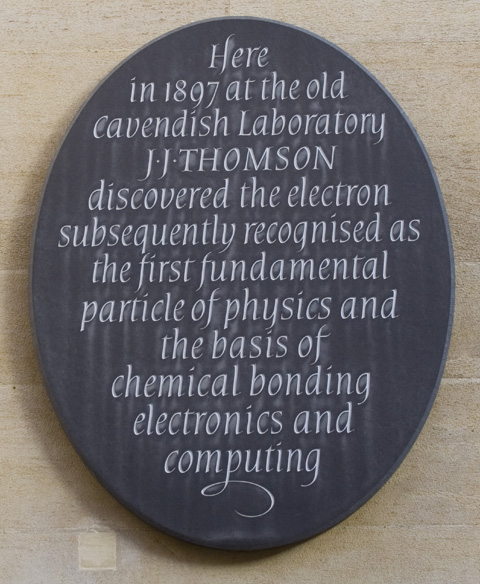 Here
in 1897 at the old
Cavendish Laboratory
J·J·THOMSON
discovered the electron
subsequently recognised as
the first fundamental
particle of physics and
the basis of
chemical bonding
electronics and
computing